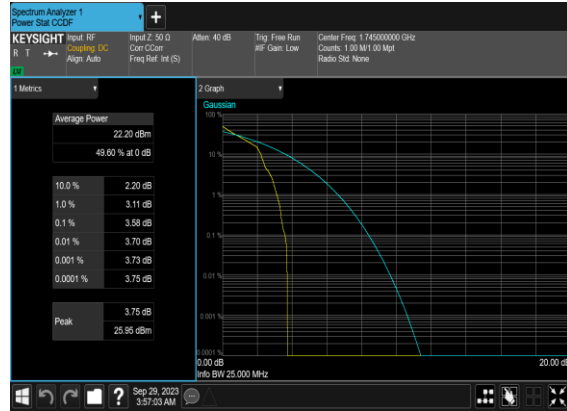 Spectrum Analyzer 1
Power Stat CCDF
+
KEYSIGHT
R T
LV
Input: RF
Coupling: DC
Align: Auto
Input Z: 50 Ω
Corr CCorr
Freq Ref: Int (S)
Atten: 40 dB
Trig: Free Run
#IF Gain: Low
Center Freq: 1.745000000 GHz
Counts: 1.00 M/1.00 Mpt
Radio Std: None
1 Metrics
Average Power
22.20 dBm
49.60 % at 0 dB
10.0 % 2.20 dB
1.0 % 3.11 dB
0.1 % 3.58 dB
0.01 % 3.70 dB
0.001 % 3.73 dB
0.0001 % 3.75 dB
Peak
3.75 dB
25.95 dBm
2 Graph
Gaussian
100 %
10 %
1 %
0.1 %
0.01 %
0.001 %
0.0001 %
0.00 dB
20.00 dB
Info BW 25.000 MHz
?
Sep 29, 2023
3:57:03 AM